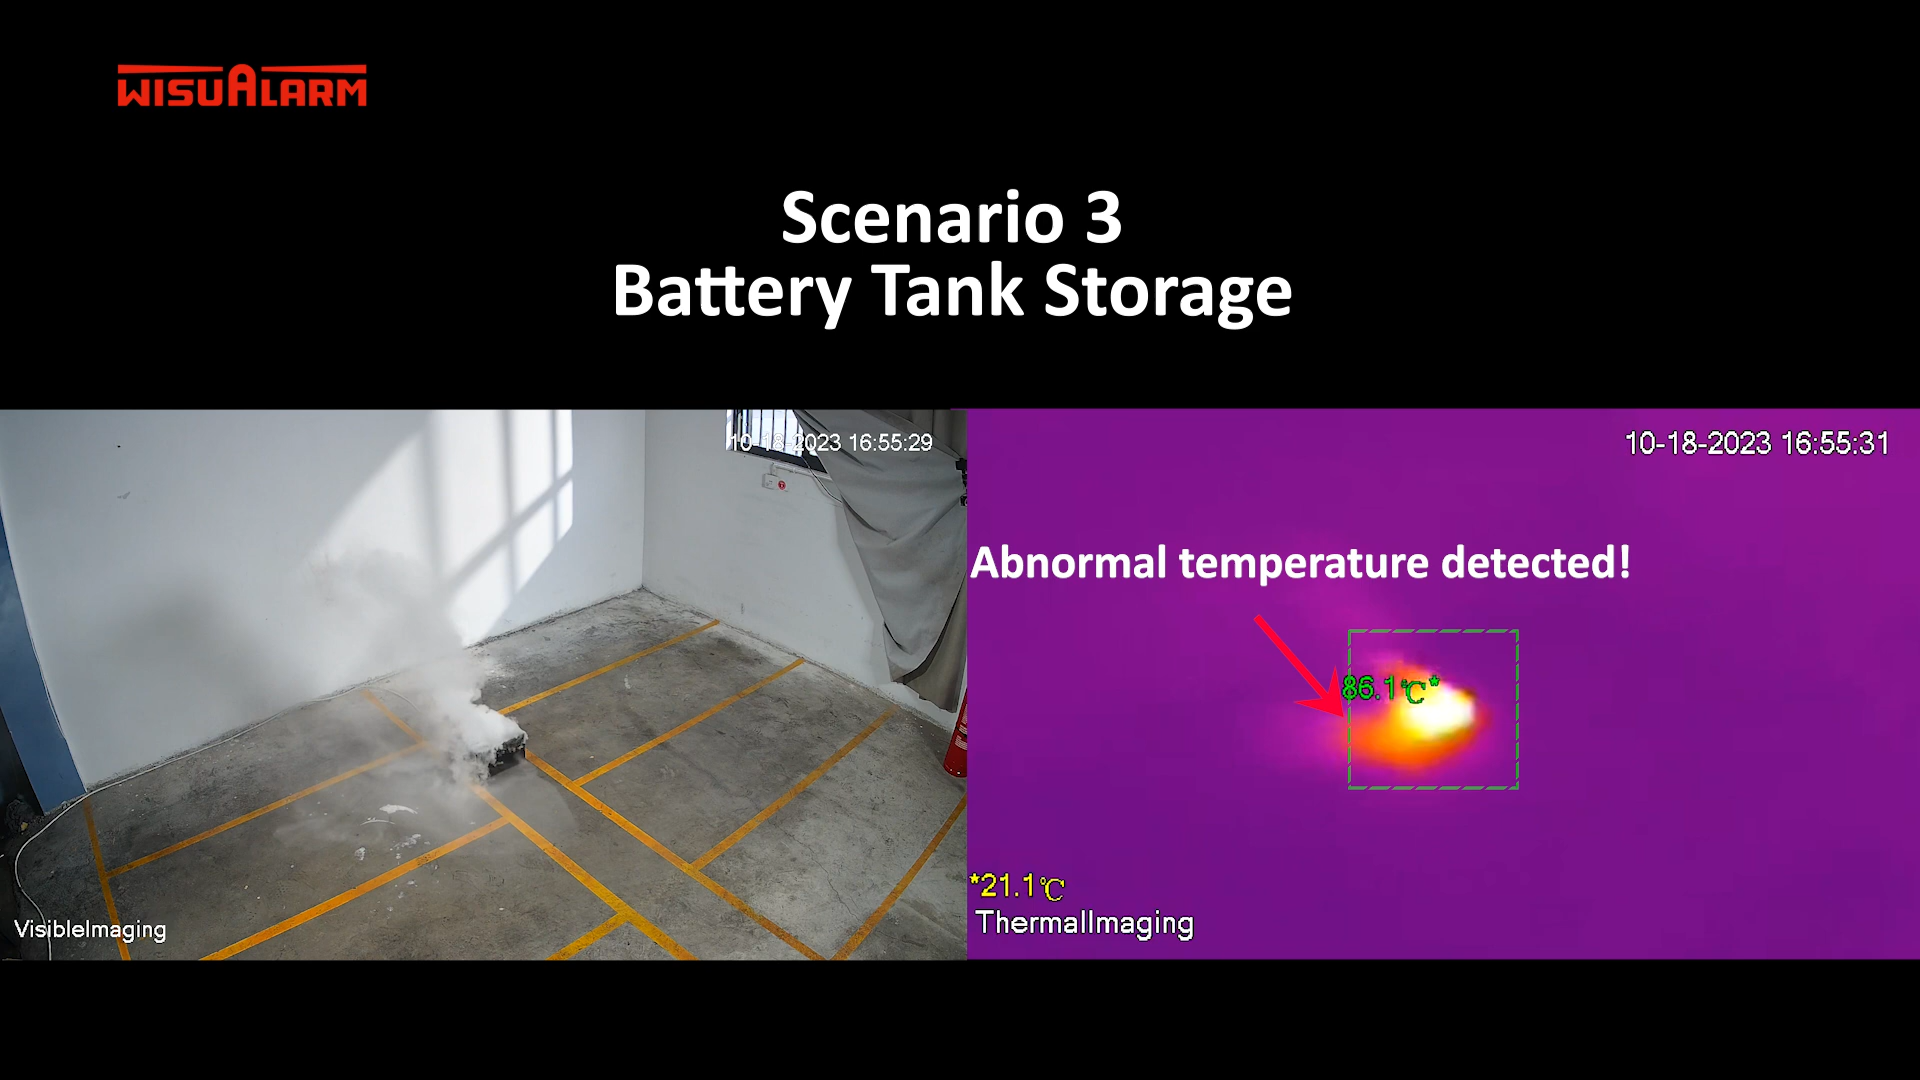 WISUALARM
Scenario 3
Battery Tank Storage
10-18-2023 16:55:29
10-18-2023 16:55:31
Abnormal temperature detected!
86.1℃*
*21.1℃
VisibleImaging
ThermalImaging